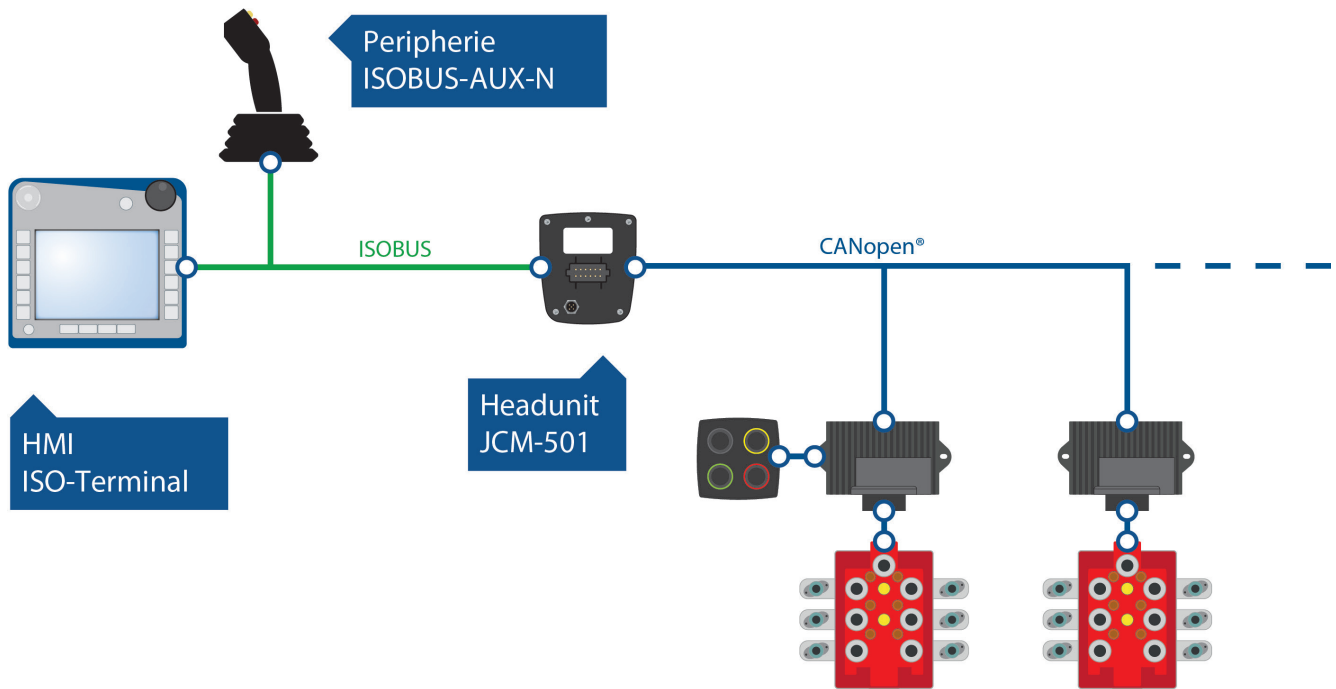 Peripherie
ISOBUS-AUX-N
ISOBUS
CANopen®
Headunit
JCM-501
HMI
ISO-Terminal